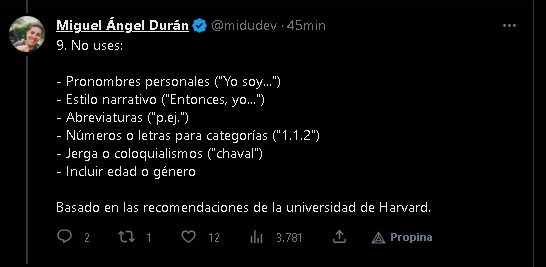 Miguel Ángel Durán @midudev · 45min
9. No uses:
- Pronombres personales ("Yo soy...")
- Estilo narrativo ("Entonces, yo...")
- Abreviaturas ("p.ej.")
- Números o letras para categorías ("1.1.2")
- Jerga o coloquialismos ("chaval")
- Incluir edad o género
Basado en las recomendaciones de la universidad de Harvard.
2 1 12 3.781 Propina